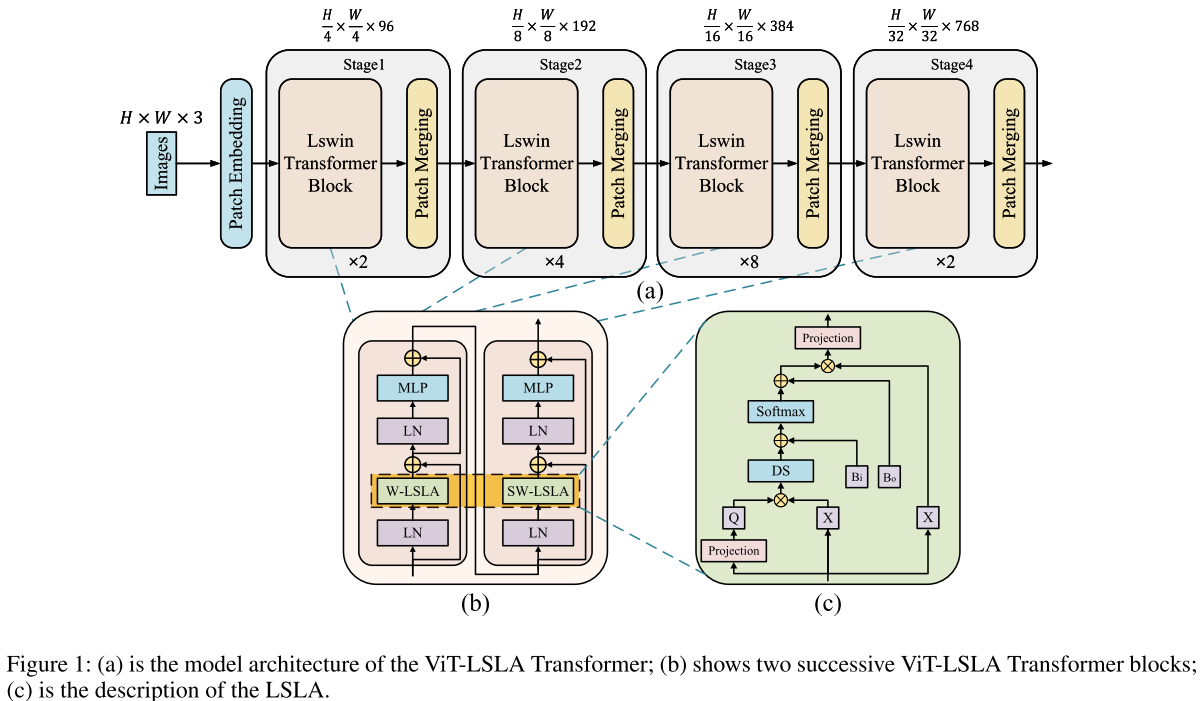 H/4 × W/4 × 96
H/8 × W/8 × 192
H/16 × W/16 × 384
H/32 × W/32 × 768
Stage1
Stage2
Stage3
Stage4
H × W × 3
Images
Patch Embedding
Lswin
Transformer
Block
Patch Merging
Lswin
Transformer
Block
Patch Merging
Lswin
Transformer
Block
Patch Merging
Lswin
Transformer
Block
Patch Merging
×2
×4
×8
×2
(a)
MLP
LN
W-LSLA
LN
MLP
LN
SW-LSLA
LN
(b)
Projection
Softmax
DS
Bi
Bo
Q
X
X
Projection
(c)
Figure 1: (a) is the model architecture of the ViT-LSLA Transformer; (b) shows two successive ViT-LSLA Transformer blocks;
(c) is the description of the LSLA.